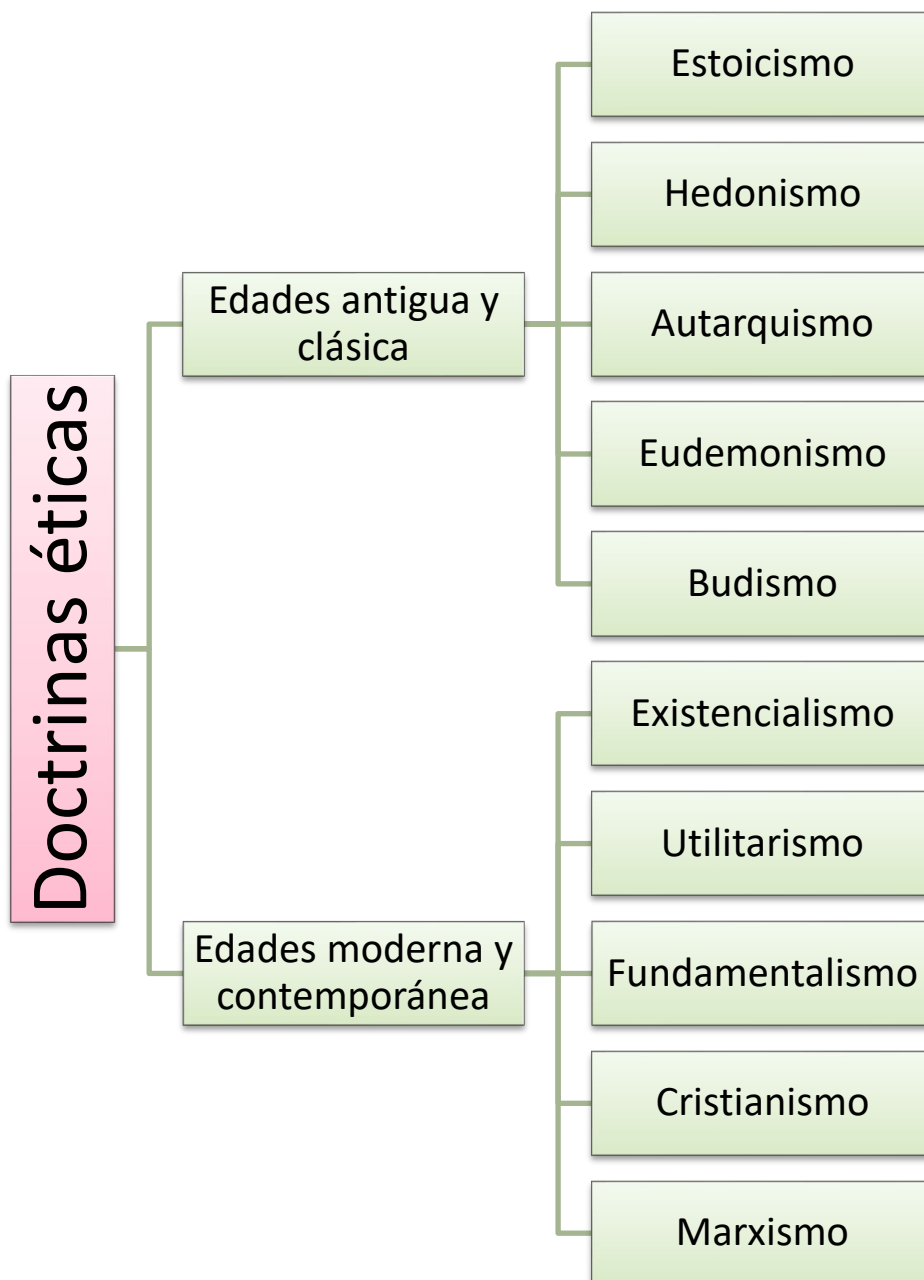 Doctrinas éticas
Edades antigua y
clásica
Estoicismo
Hedonismo
Autarquismo
Eudemonismo
Budismo
Edades moderna y
contemporánea
Existencialismo
Utilitarismo
Fundamentalismo
Cristianismo
Marxismo